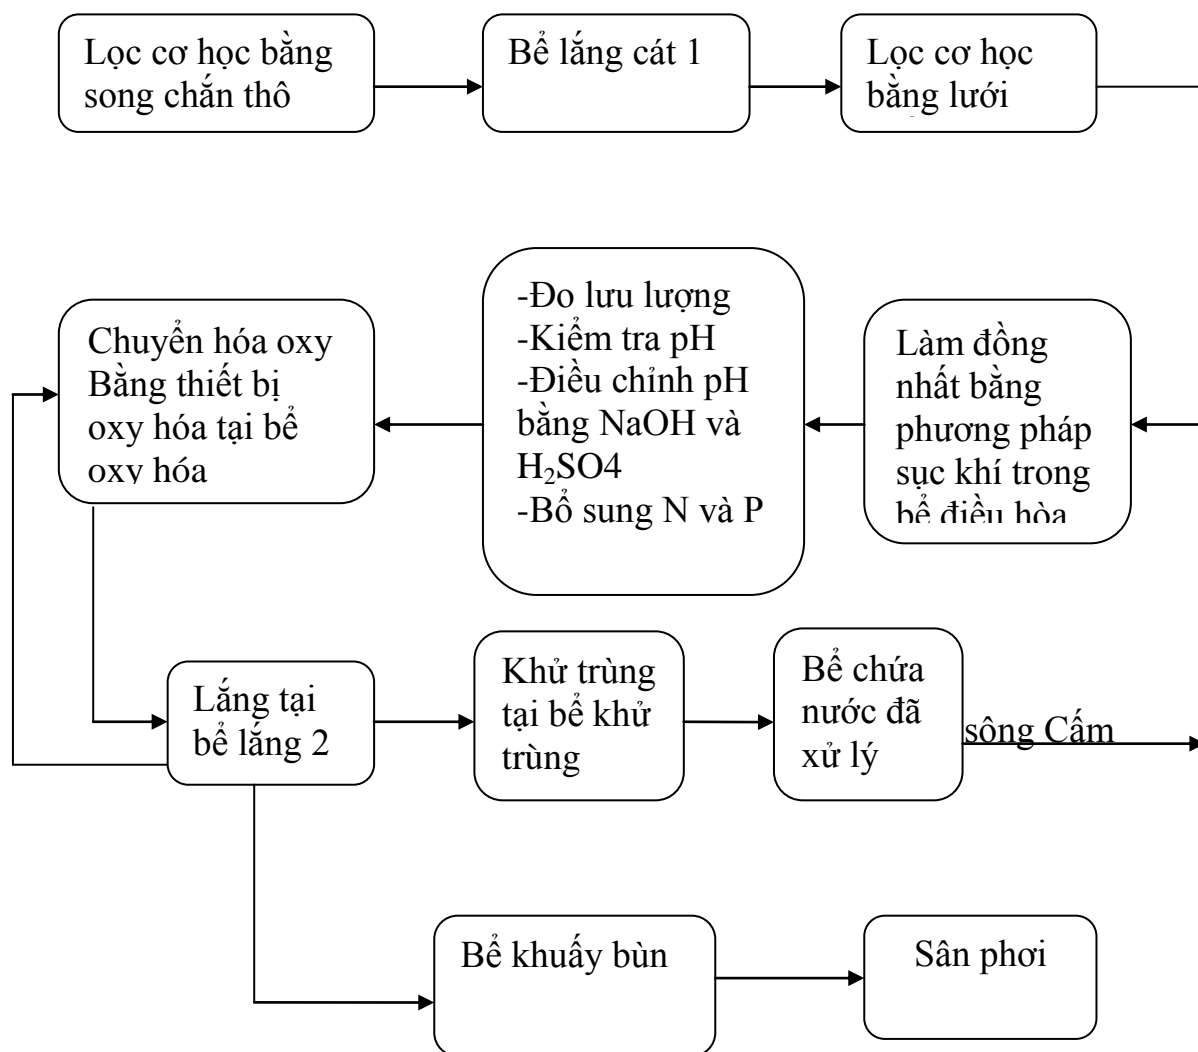 Lọc cơ học bằng
song chắn thô
Bể lắng cát 1
Lọc cơ học
bằng lưới
Chuyển hóa oxy
Bằng thiết bị
oxy hóa tại bể
oxy hóa
-Đo lưu lượng
-Kiểm tra pH
-Điều chỉnh pH
bằng NaOH và
H₂SO4
-Bổ sung N và P
Làm đồng
nhất bằng
phương pháp
sục khí trong
bể điều hòa
Lắng tại
bể lắng 2
Khử trùng
tại bể khử
trùng
Bể chứa
nước đã
xử lý
sông Cấm
Bể khuấy bùn
Sân phơi